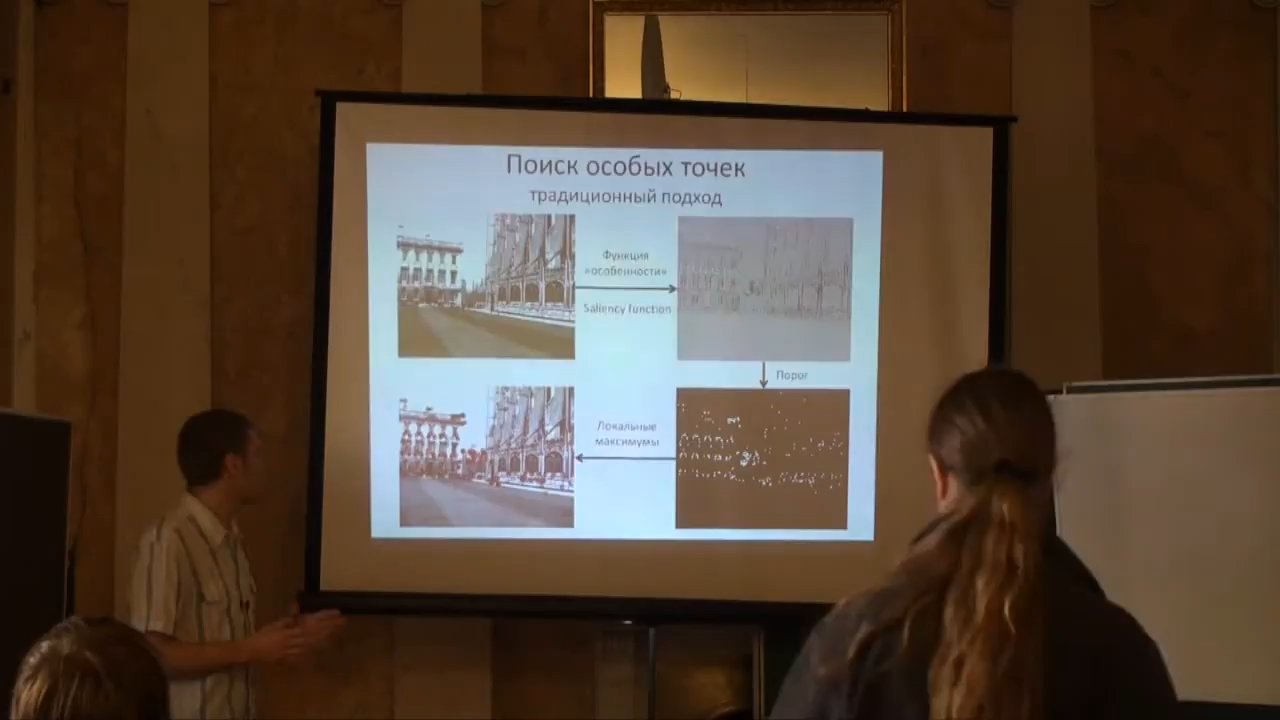 Поиск особых точек
традиционный подход
Функция
«особенности»
Saliency function
Порог
Локальные
максимумы